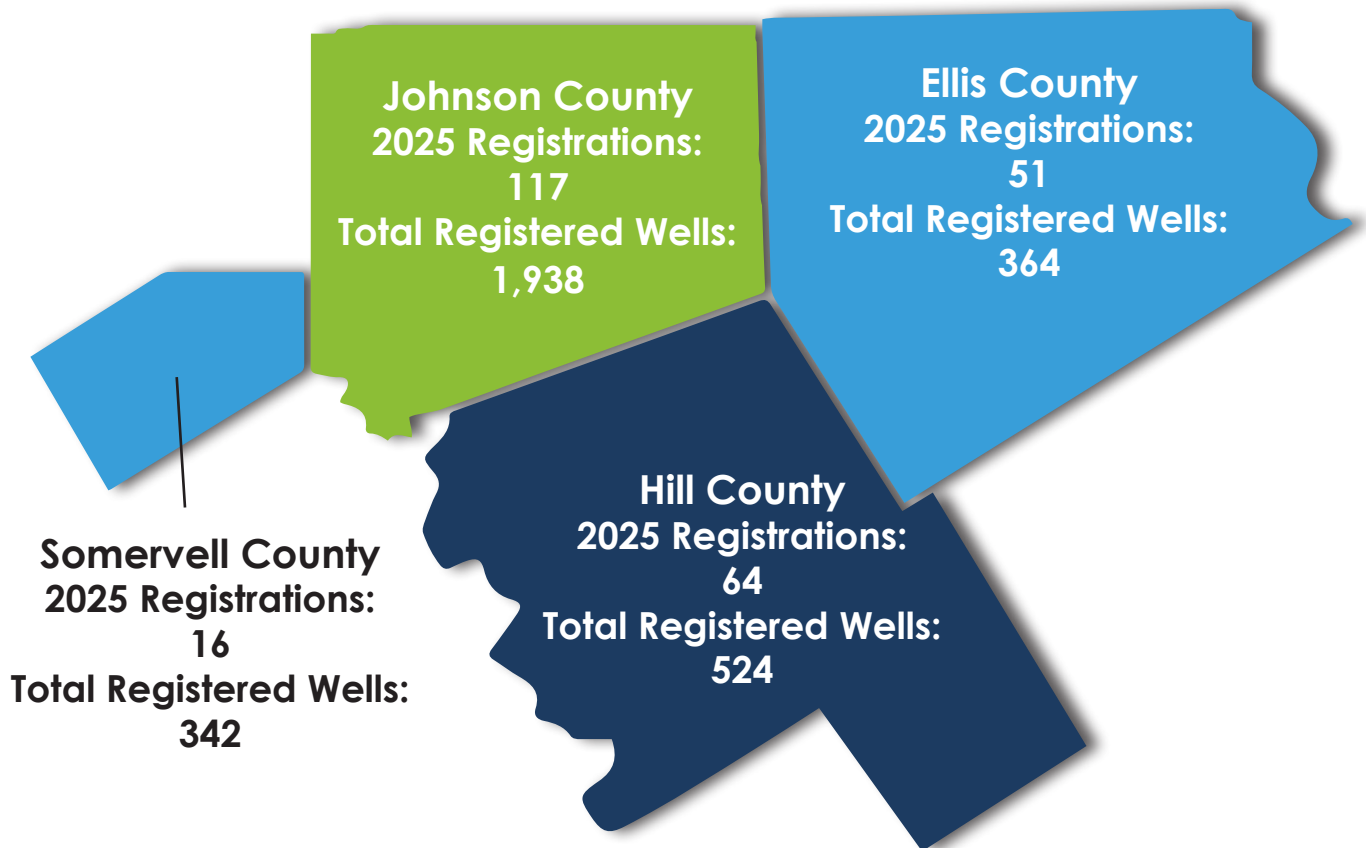 Johnson County
2025 Registrations:
117
Total Registered Wells:
1,938
Ellis County
2025 Registrations:
51
Total Registered Wells:
364
Somervell County
2025 Registrations:
16
Total Registered Wells:
342
Hill County
2025 Registrations:
64
Total Registered Wells:
524